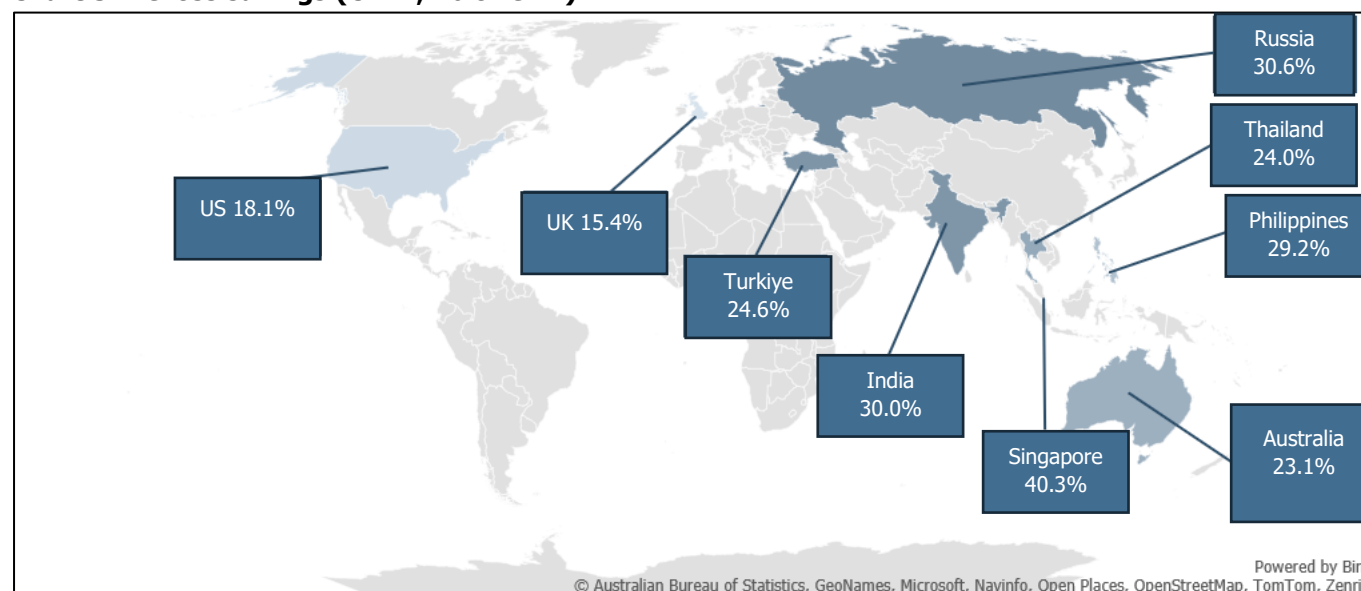 Russia
30.6%
Thailand
24.0%
US 18.1%
UK 15.4%
Philippines
29.2%
Turkiye
24.6%
India
30.0%
Singapore
40.3%
Australia
23.1%
Powered by Bin
© Australian Bureau of Statistics, GeoNames, Microsoft, Navinfo, Open Places, OpenStreetMap, TomTom, Zenri